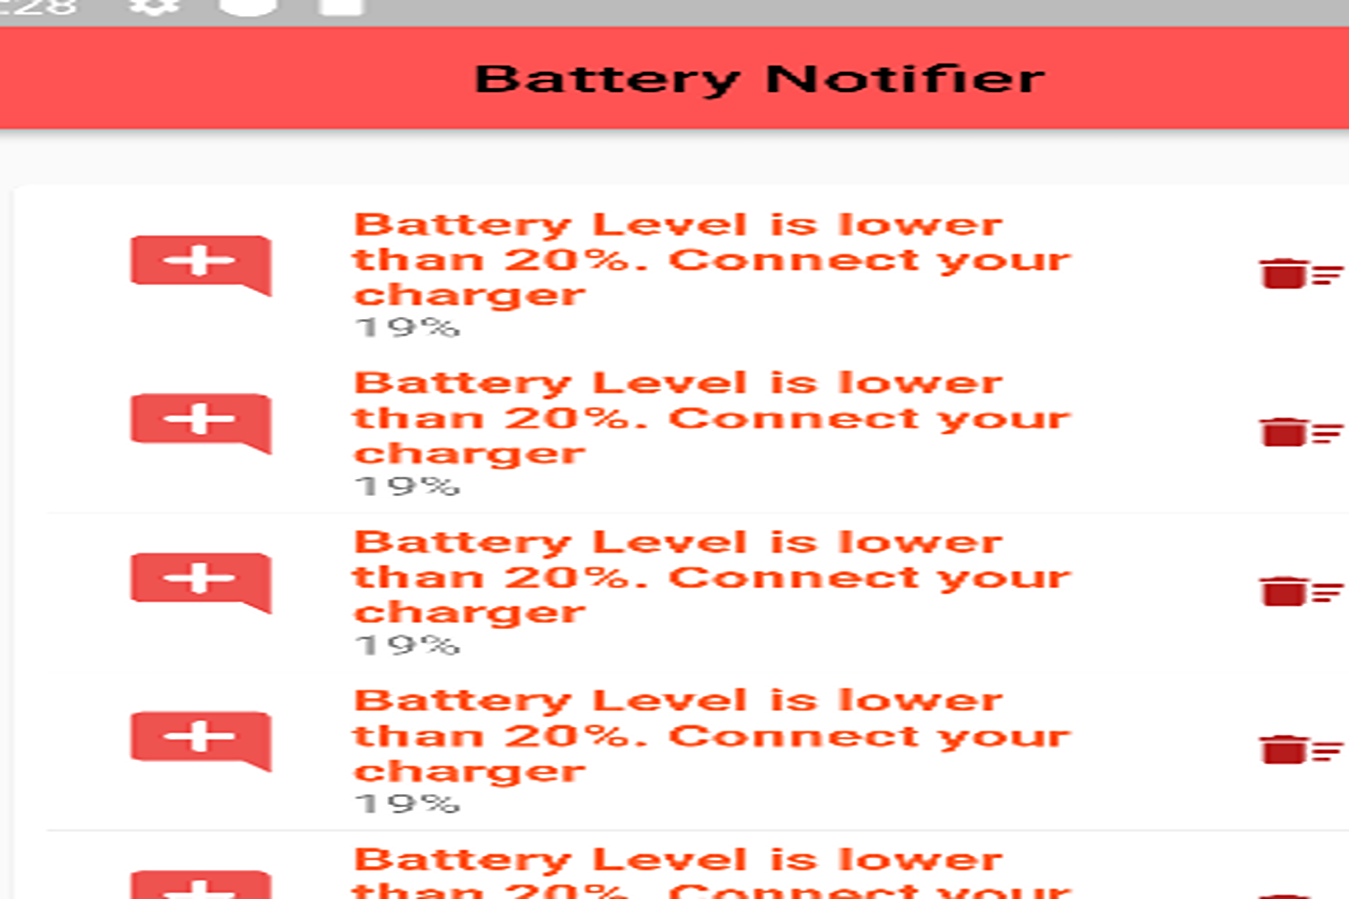 :28
Battery Notifier
Battery Level is lower
than 20%. Connect your
charger
19%
Battery Level is lower
than 20%. Connect your
charger
19%
Battery Level is lower
than 20%. Connect your
charger
19%
Battery Level is lower
than 20%. Connect your
charger
19%
Battery Level is lower
than 20%. Connect your